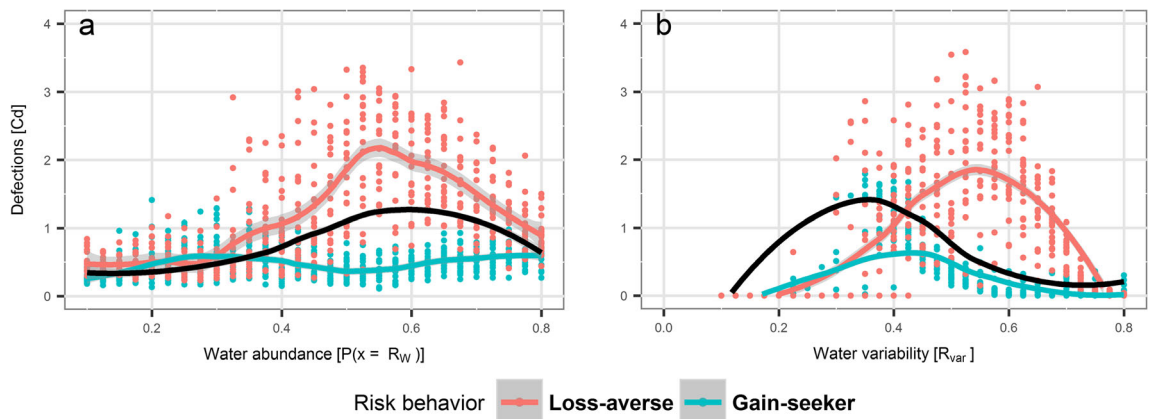 a
b
4
3
2
1
0
Defections [Cd]
0.2
0.4
0.6
0.8
Water abundance [P(x = R_W )]
4
3
2
1
0
0.0
0.2
0.4
0.6
0.8
Water variability [R_var ]
Risk behavior
Loss-averse
Gain-seeker